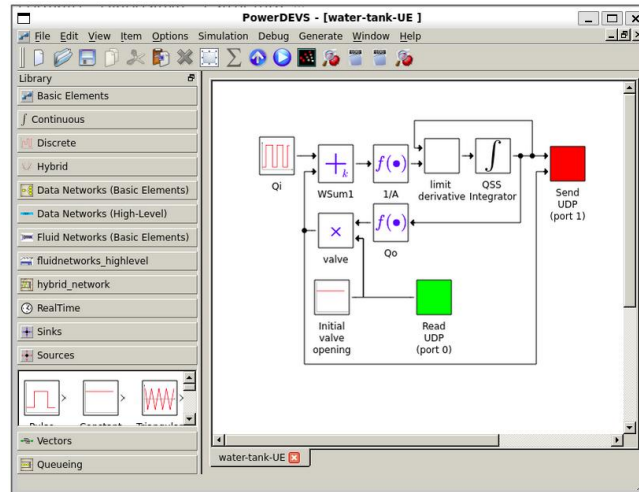 PowerDEVS - [water-tank-UE ]
File Edit View Item Options Simulation Debug Generate Window Help
Library
Basic Elements
∫ Continuous
Discrete
Hybrid
Data Networks (Basic Elements)
Data Networks (High-Level)
Fluid Networks (Basic Elements)
fluidnetworks_highlevel
hybrid_network
RealTime
Sinks
Sources
Vectors
Queueing
Qi
+k
WSum1
f(•)
1/A
limit
derivative
∫
QSS
Integrator
Send
UDP
(port 1)
×
valve
f(•)
Qo
Initial
valve
opening
Read
UDP
(port 0)
water-tank-UE